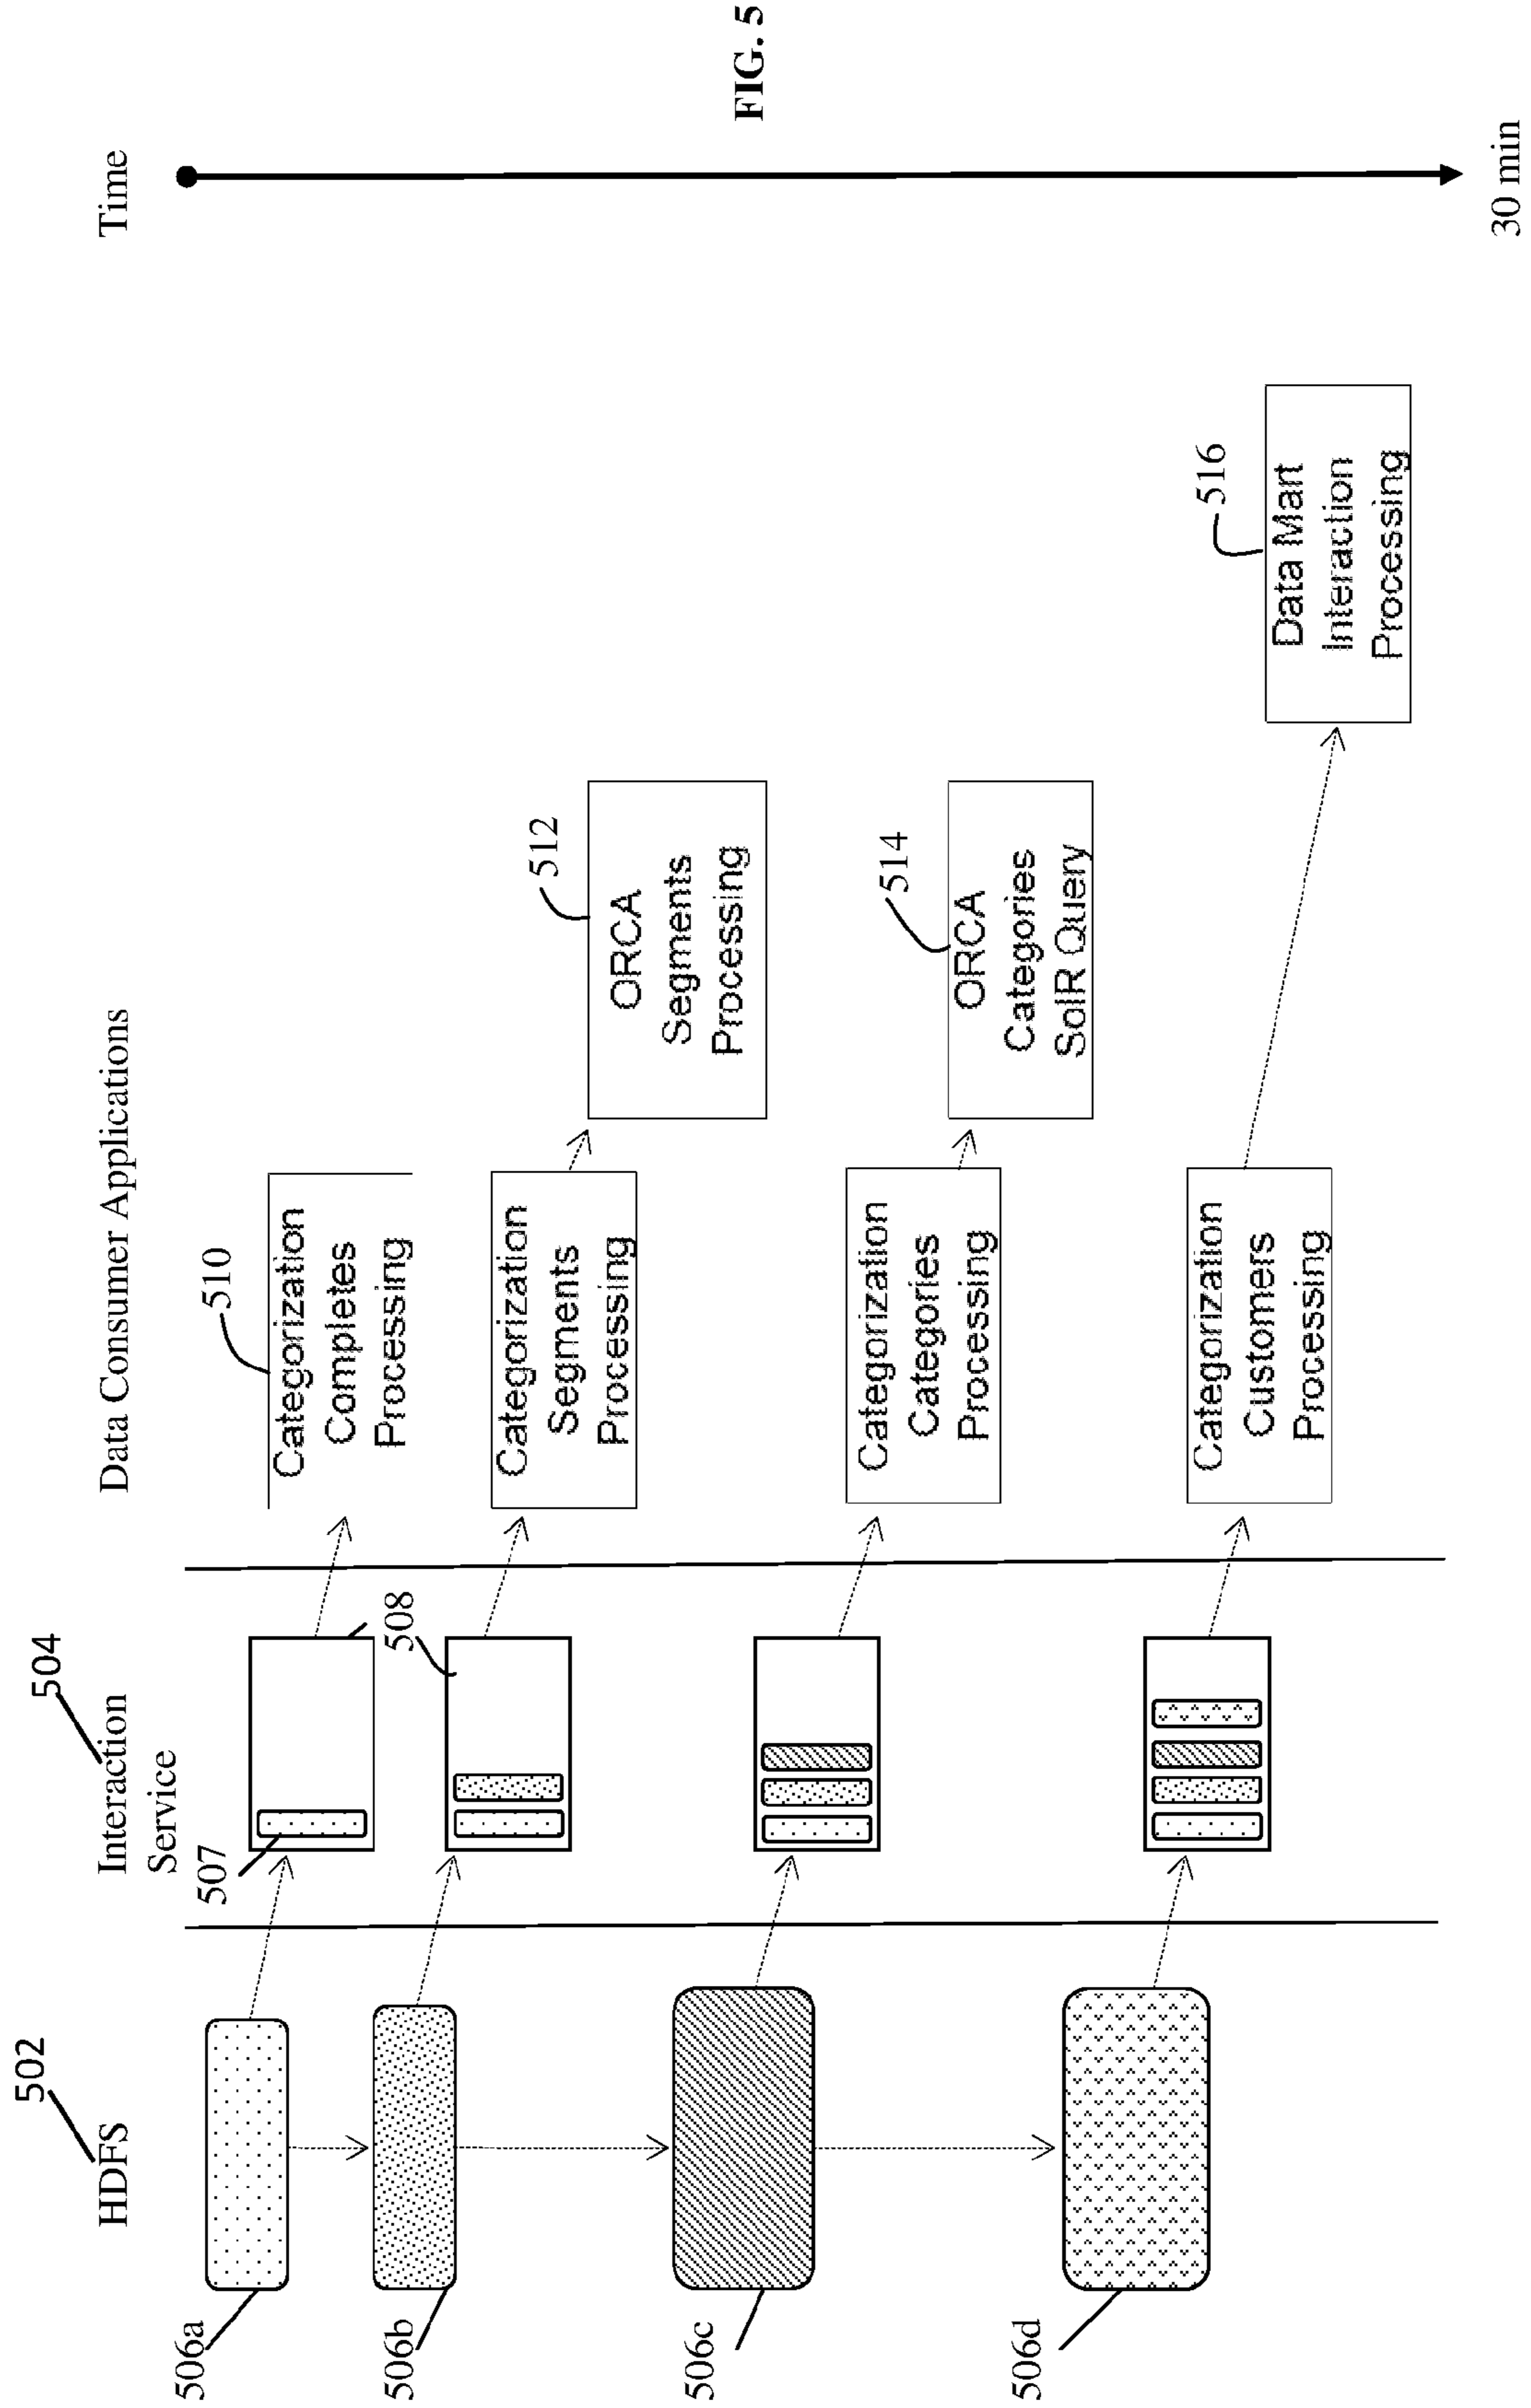 502
HDFS
504
Interaction
Service
Data Consumer Applications
Time
506a
507
508
510
Categorization
Completes
Processing
506b
Categorization
Segments
Processing
512
ORCA
Segments
Processing
506c
Categorization
Categories
Processing
514
ORCA
Categories
SolR Query
506d
Categorization
Customers
Processing
516
Data Mart
Interaction
Processing
30 min
FIG. 5